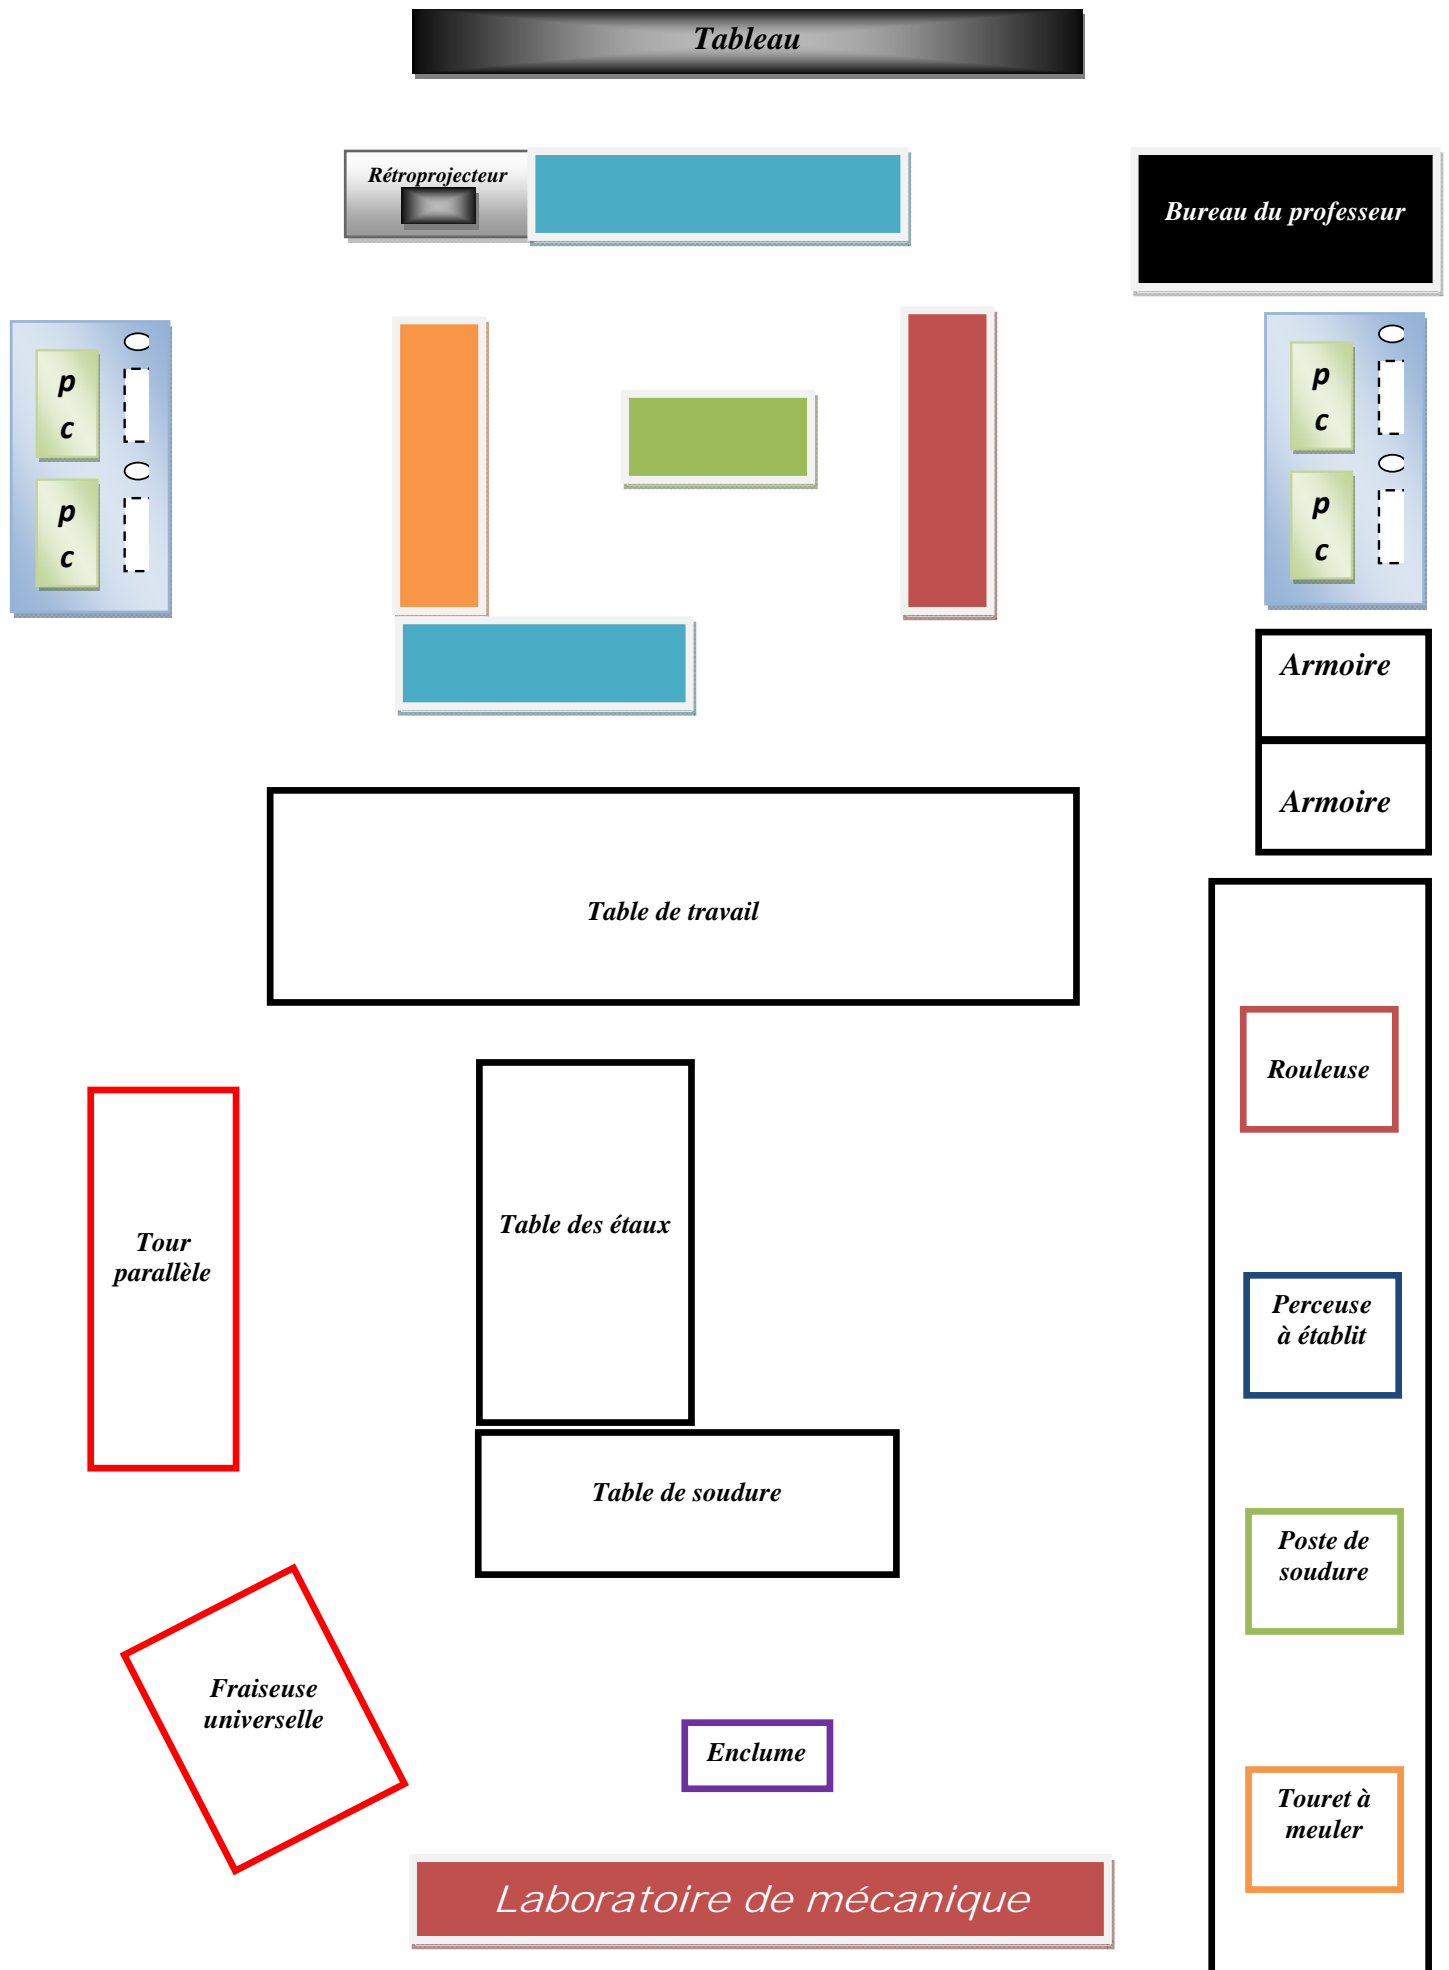 Tableau
Rétroprojecteur
Bureau du professeur
p
c
p
c
p
c
p
c
Armoire
Armoire
Table de travail
Rouleuse
Table des étaux
Tour
parallèle
Perceuse
à établit
Table de soudure
Poste de
soudure
Fraiseuse
universelle
Enclume
Touret à
meuler
Laboratoire de mécanique